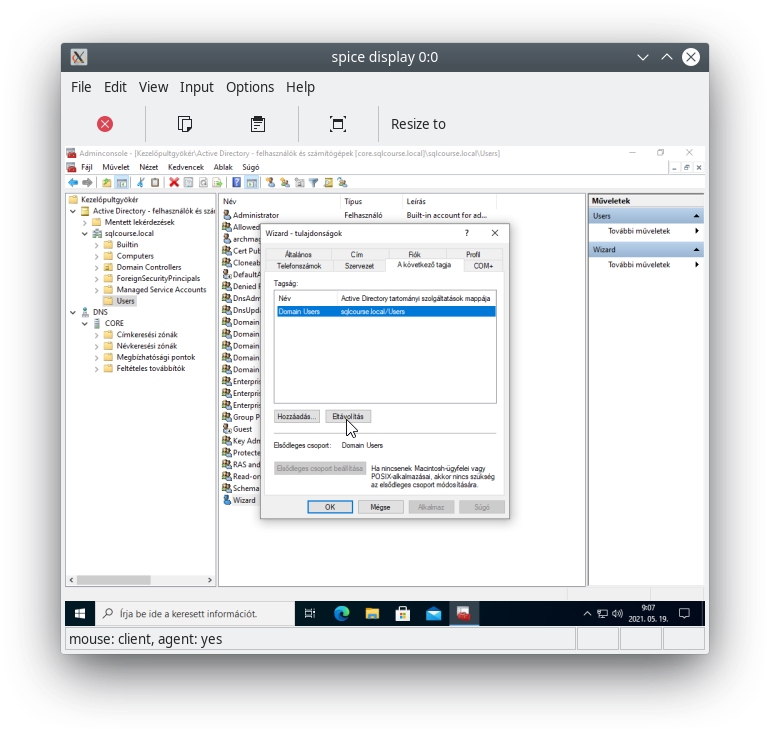 spice display 0:0
File Edit View Input Options Help
Resize to
Adminconsole - [Kezelőpultgyökér\Active Directory - felhasználók és számítógépek [core.sqlcourse.local]\sqlcourse.local\Users]
Fájl Művelet Nézet Kedvencek Ablak Súgó
Kezelőpultgyökér
Active Directory - felhasználók és szá
Mentett lekérdezések
sqlcourse.local
Builtin
Computers
Domain Controllers
ForeignSecurityPrincipals
Managed Service Accounts
Users
DNS
CORE
Címkeresési zónák
Névkeresési zónák
Megbízhatósági pontok
Feltételes továbbítók
Név Típus Leírás
Administrator Felhasználó Built-in account for ad...
Allowed
archmag
Cert Pub
Cloneab
DefaultA
Denied R
DnsAdm
DnsUpd
Domain
Domain
Domain
Domain
Domain
Enterpris
Enterpris
Enterpris
Group P
Guest
Key Adm
Protecte
RAS and
Read-on
Schema
Wizard
Wizard - tulajdonságok ?
Általános Cím Fiók Profil
Telefonszámok Szervezet A következő tagja COM+
Tagság:
Név Active Directory tartományi szolgáltatások mappája
Domain Users sqlcourse.local/Users
Hozzáadás... Eltávolítás
Elsődleges csoport: Domain Users
Elsődleges csoport beállítása
Ha nincsenek Macintosh-ügyfelei vagy
POSIX-alkalmazásai, akkor nincs szükség
az elsődleges csoport módosítására.
OK Mégse Alkalmaz Súgó
Műveletek
Users
További műveletek
Wizard
További műveletek
Írja be ide a keresett információt.
9:07
2021. 05. 19.
mouse: client, agent: yes